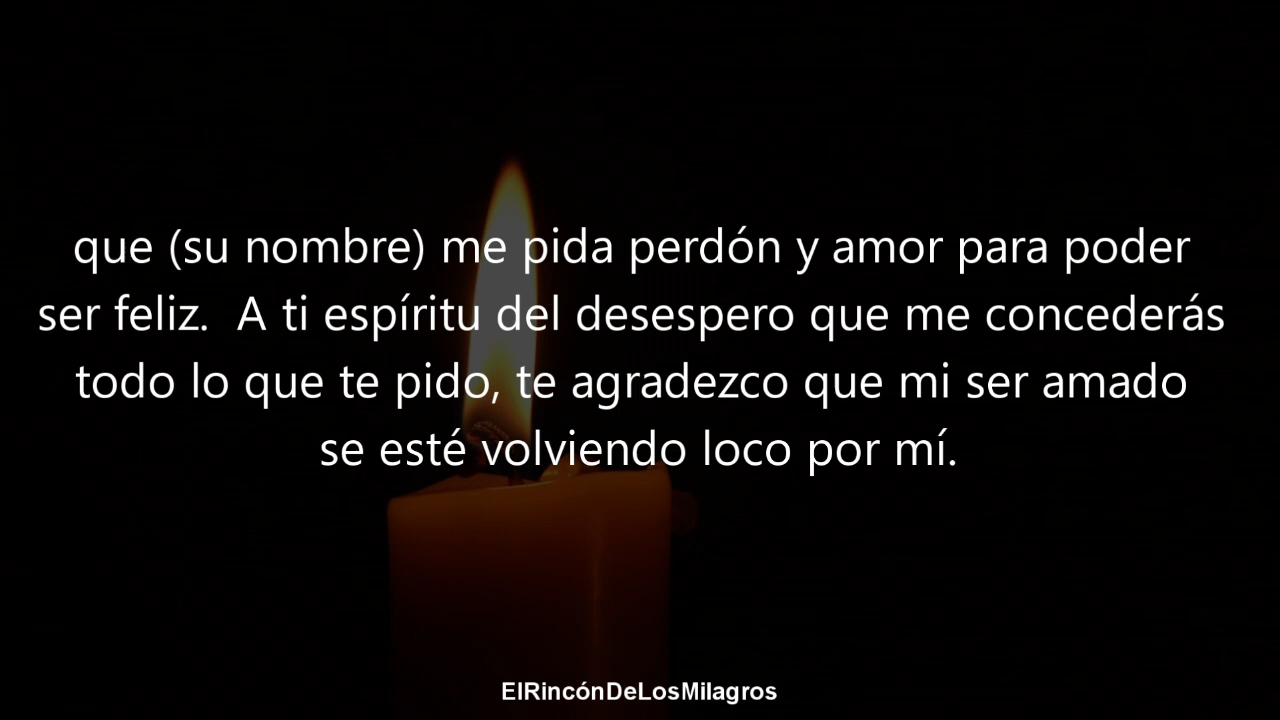 que (su nombre) me pida perdón y amor para poder
ser feliz.  A ti espíritu del desespero que me concederás
todo lo que te pido, te agradezco que mi ser amado
se esté volviendo loco por mí.
ElRincónDeLosMilagros